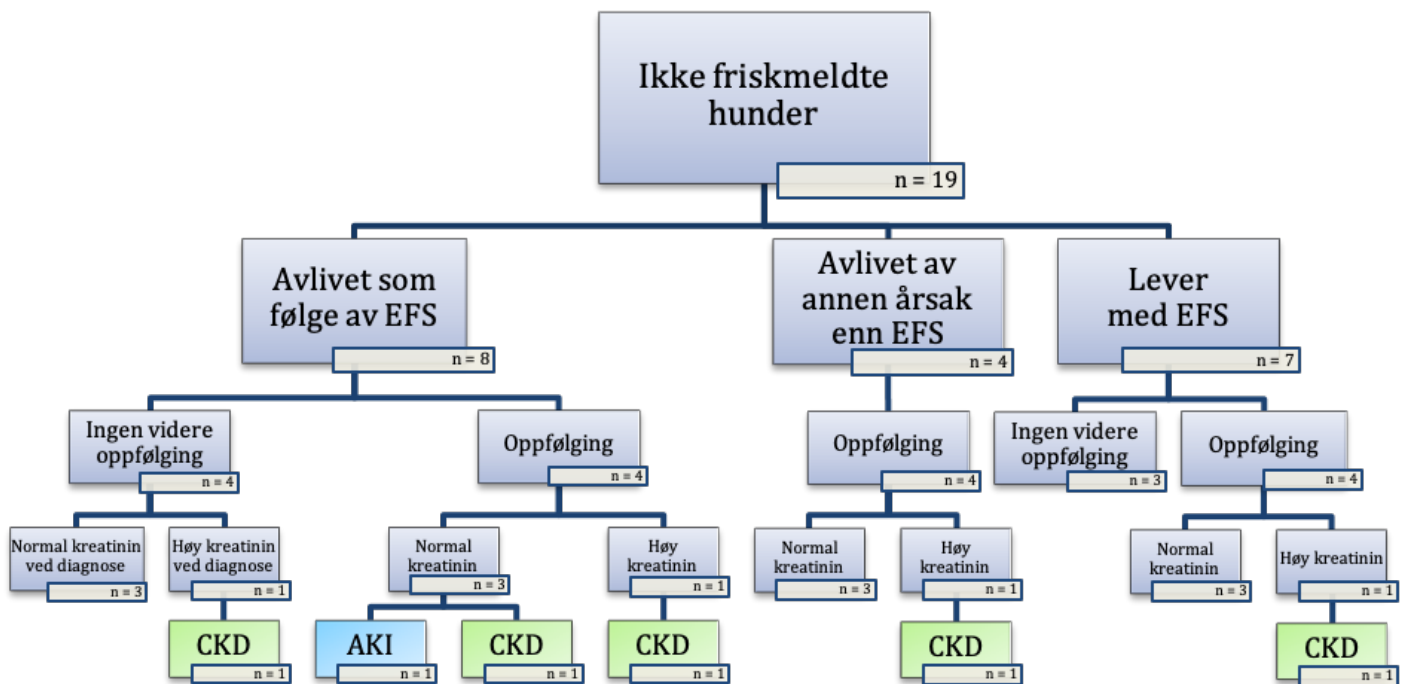 Ikke friskmeldte
hunder
n = 19
Avlivet som
følge av EFS
n = 8
Avlivet av
annen årsak
enn EFS
n = 4
Lever
med EFS
n = 7
Ingen videre
oppfølging
n = 4
Oppfølging
n = 4
Oppfølging
n = 4
Ingen videre
oppfølging
n = 3
Oppfølging
n = 4
Normal kreatinin
ved diagnose
n = 3
Høy kreatinin
ved diagnose
n = 1
Normal
kreatinin
n = 3
Høy
kreatinin
n = 1
Normal
kreatinin
n = 3
Høy
kreatinin
n = 1
Normal
kreatinin
n = 3
Høy kreatinin
n = 1
CKD
n = 1
AKI
n = 1
CKD
n = 1
CKD
n = 1
CKD
n = 1
CKD
n = 1